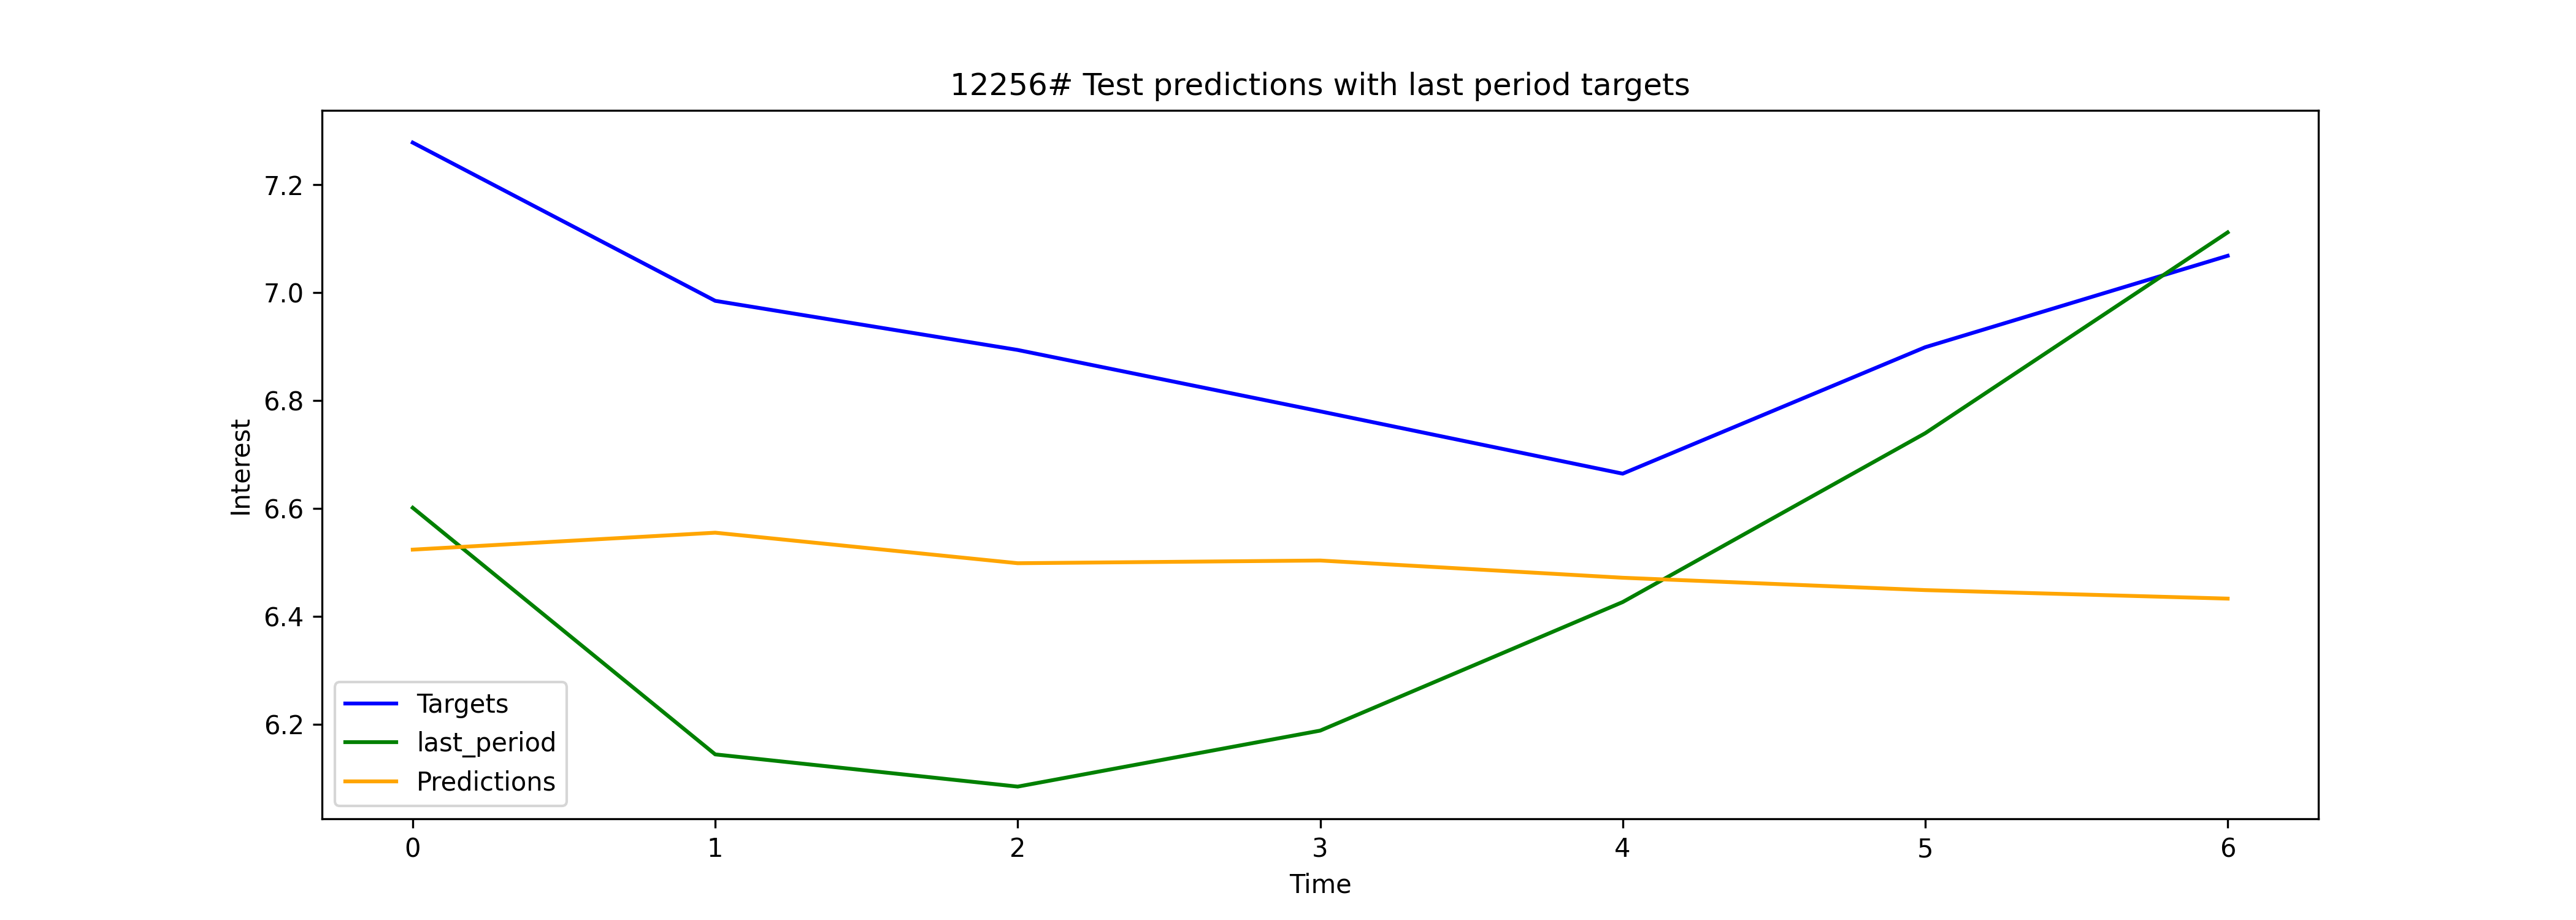 12256# Test predictions with last period targets
Interest
7.2
7.0
6.8
6.6
6.4
6.2
Targets
last_period
Predictions
0 1 2 3 4 5 6
Time